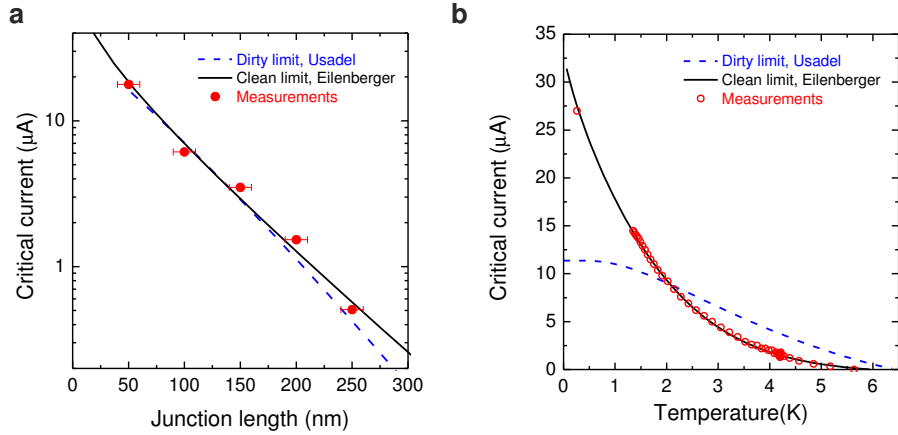 a
Critical current (μA)
10
1
0
50
100
150
200
250
300
Junction length (nm)
Dirty limit, Usadel
Clean limit, Eilenberger
Measurements
b
Critical current (μA)
35
30
25
20
15
10
5
0
0
1
2
3
4
5
6
Temperature(K)
Dirty limit, Usadel
Clean limit, Eilenberger
Measurements